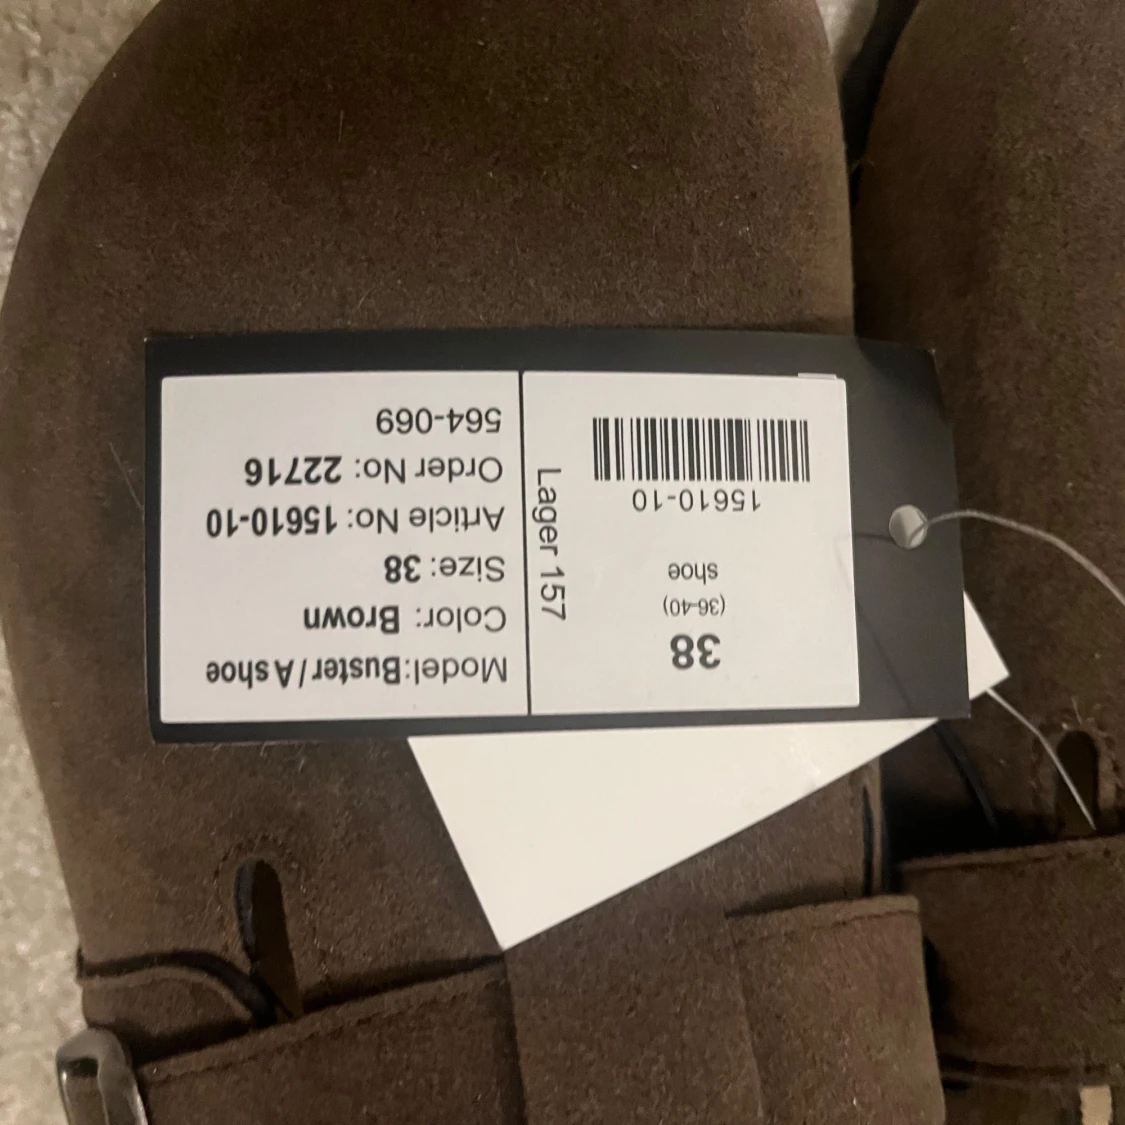 Model:Buster/A shoe
Color: Brown
Size: 38
Article No: 15610-10
Order No: 22716
564-069
Lager 157
38
(36-40)
shoe
15610-10